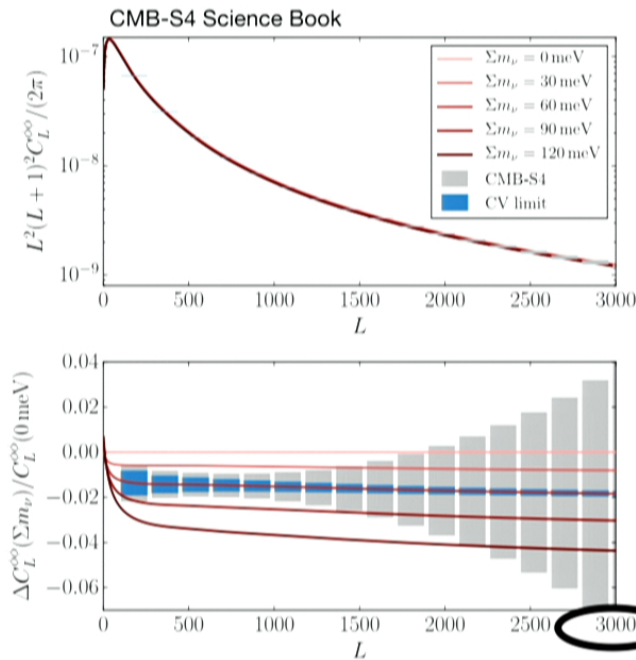 CMB-S4 Science Book
10⁻⁷
10⁻⁸
10⁻⁹
L²(L + 1)²C_L^{ϕϕ}/(2π)
Σm_ν = 0 meV
Σm_ν = 30 meV
Σm_ν = 60 meV
Σm_ν = 90 meV
Σm_ν = 120 meV
CMB-S4
CV limit
0 500 1000 1500 2000 2500 3000
L
0.04
0.02
0.00
−0.02
−0.04
−0.06
ΔC_L^{ϕϕ}(Σm_ν)/C_L^{ϕϕ}(0 meV)
0 500 1000 1500 2000 2500 3000
L